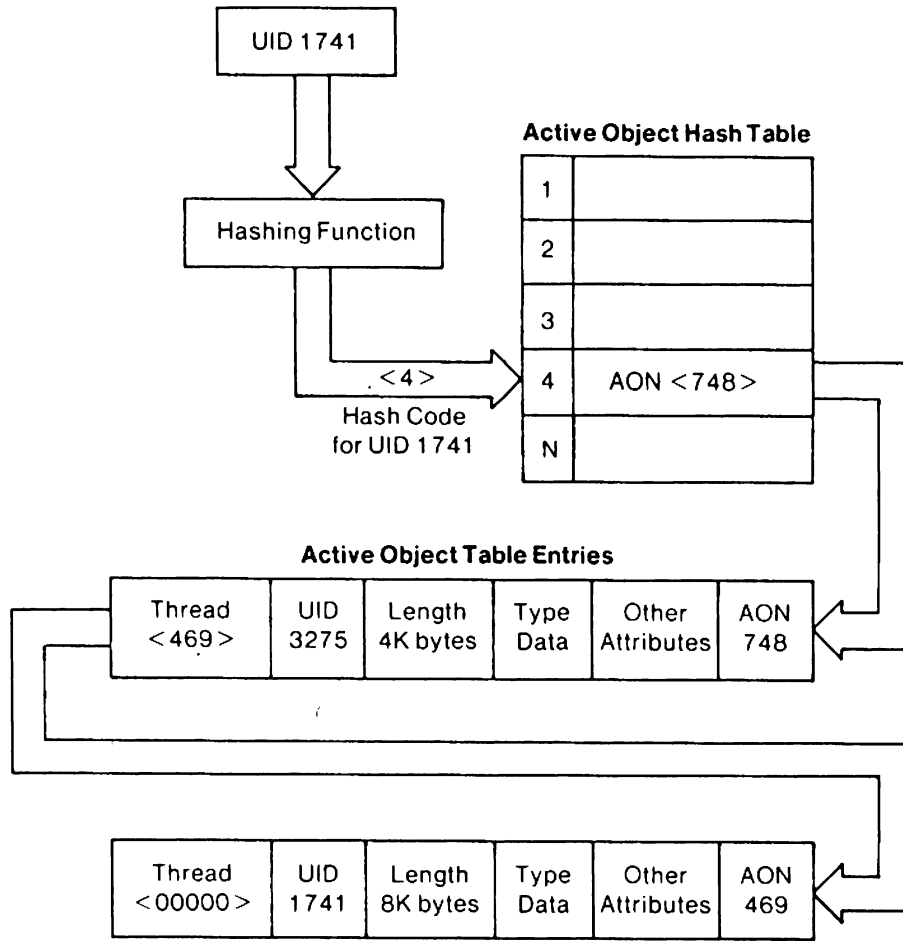 UID 1741
Hashing Function
Active Object Hash Table
1
2
3
<4>
4
AON <748>
Hash Code
for UID 1741
N
Active Object Table Entries
Thread
<469>
UID
3275
Length
4K bytes
Type
Data
Other
Attributes
AON
748
Thread
<00000>
UID
1741
Length
8K bytes
Type
Data
Other
Attributes
AON
469